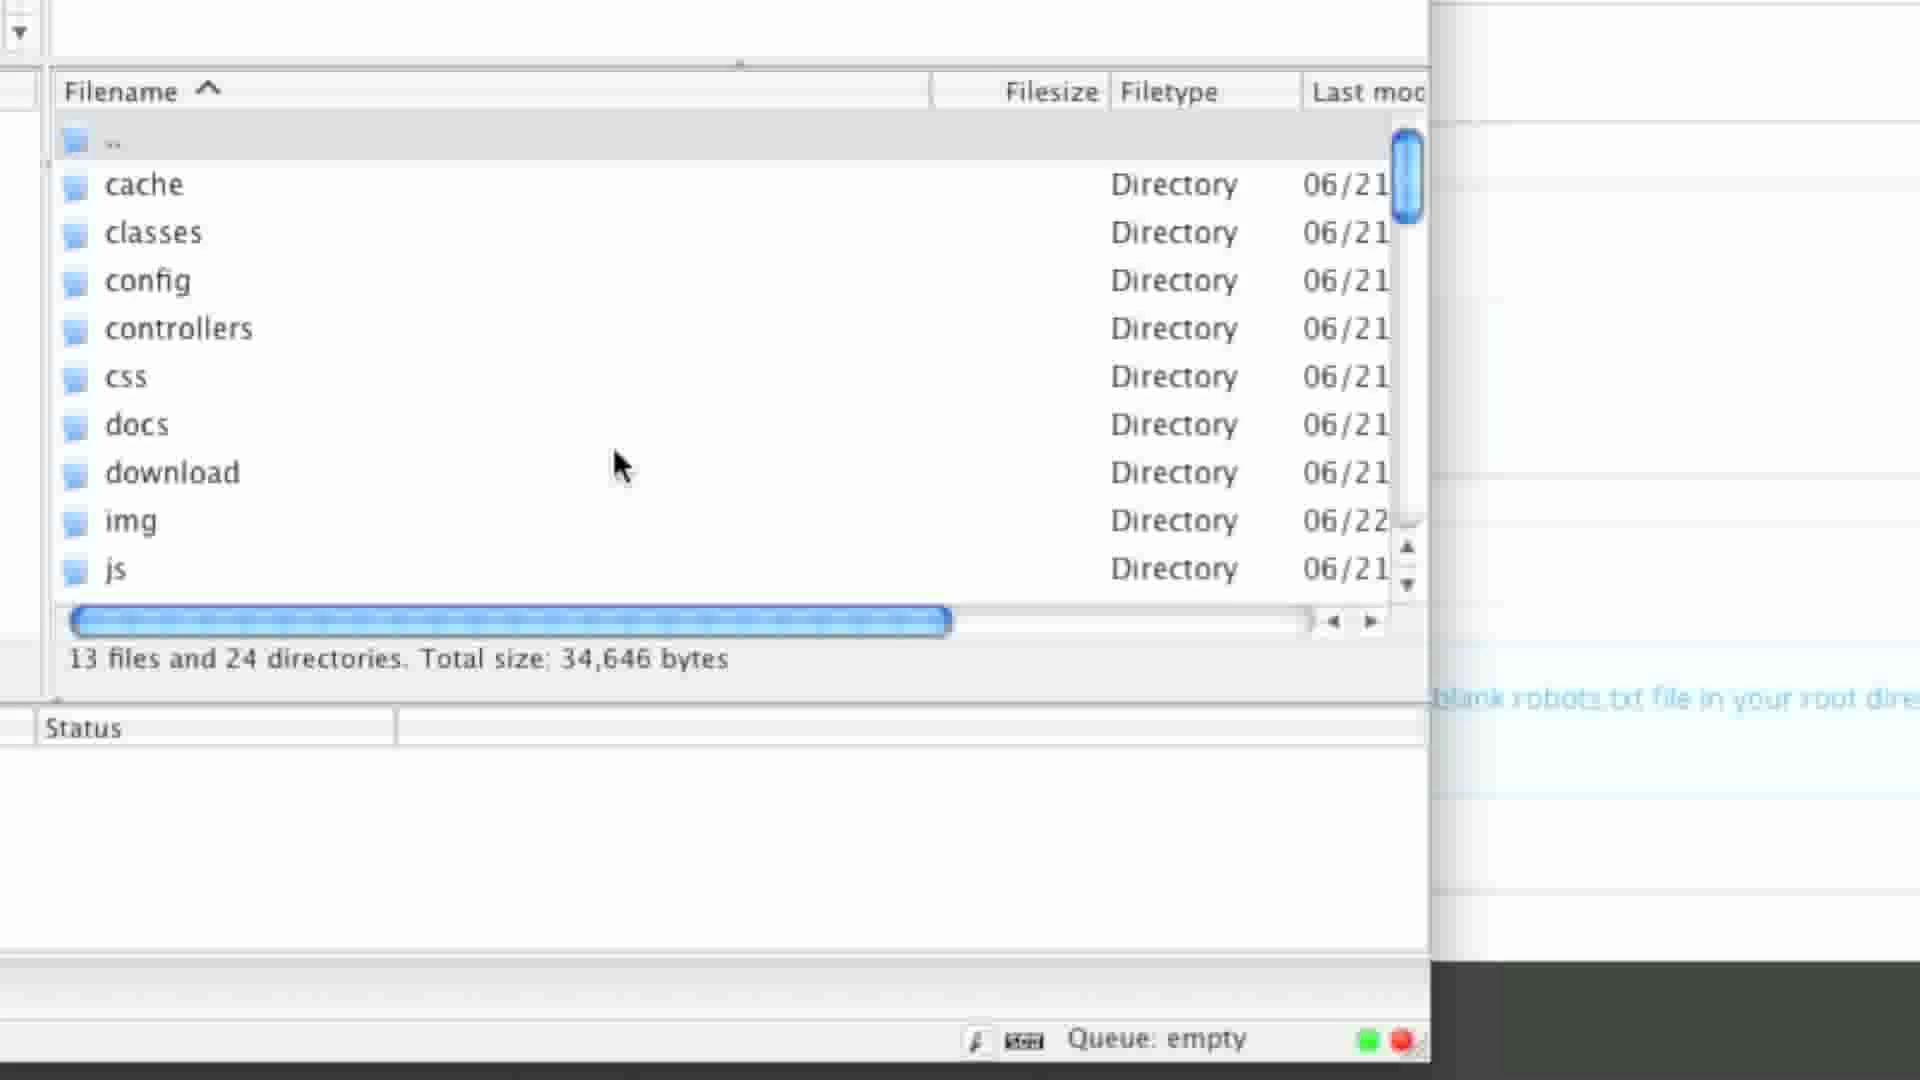 Filename Filesize Filetype Last mod
..
cache Directory 06/21
classes Directory 06/21
config Directory 06/21
controllers Directory 06/21
css Directory 06/21
docs Directory 06/21
download Directory 06/21
img Directory 06/22
js Directory 06/21
13 files and 24 directories. Total size: 34,646 bytes
blank robots.txt file in your root dire
Status
Queue: empty